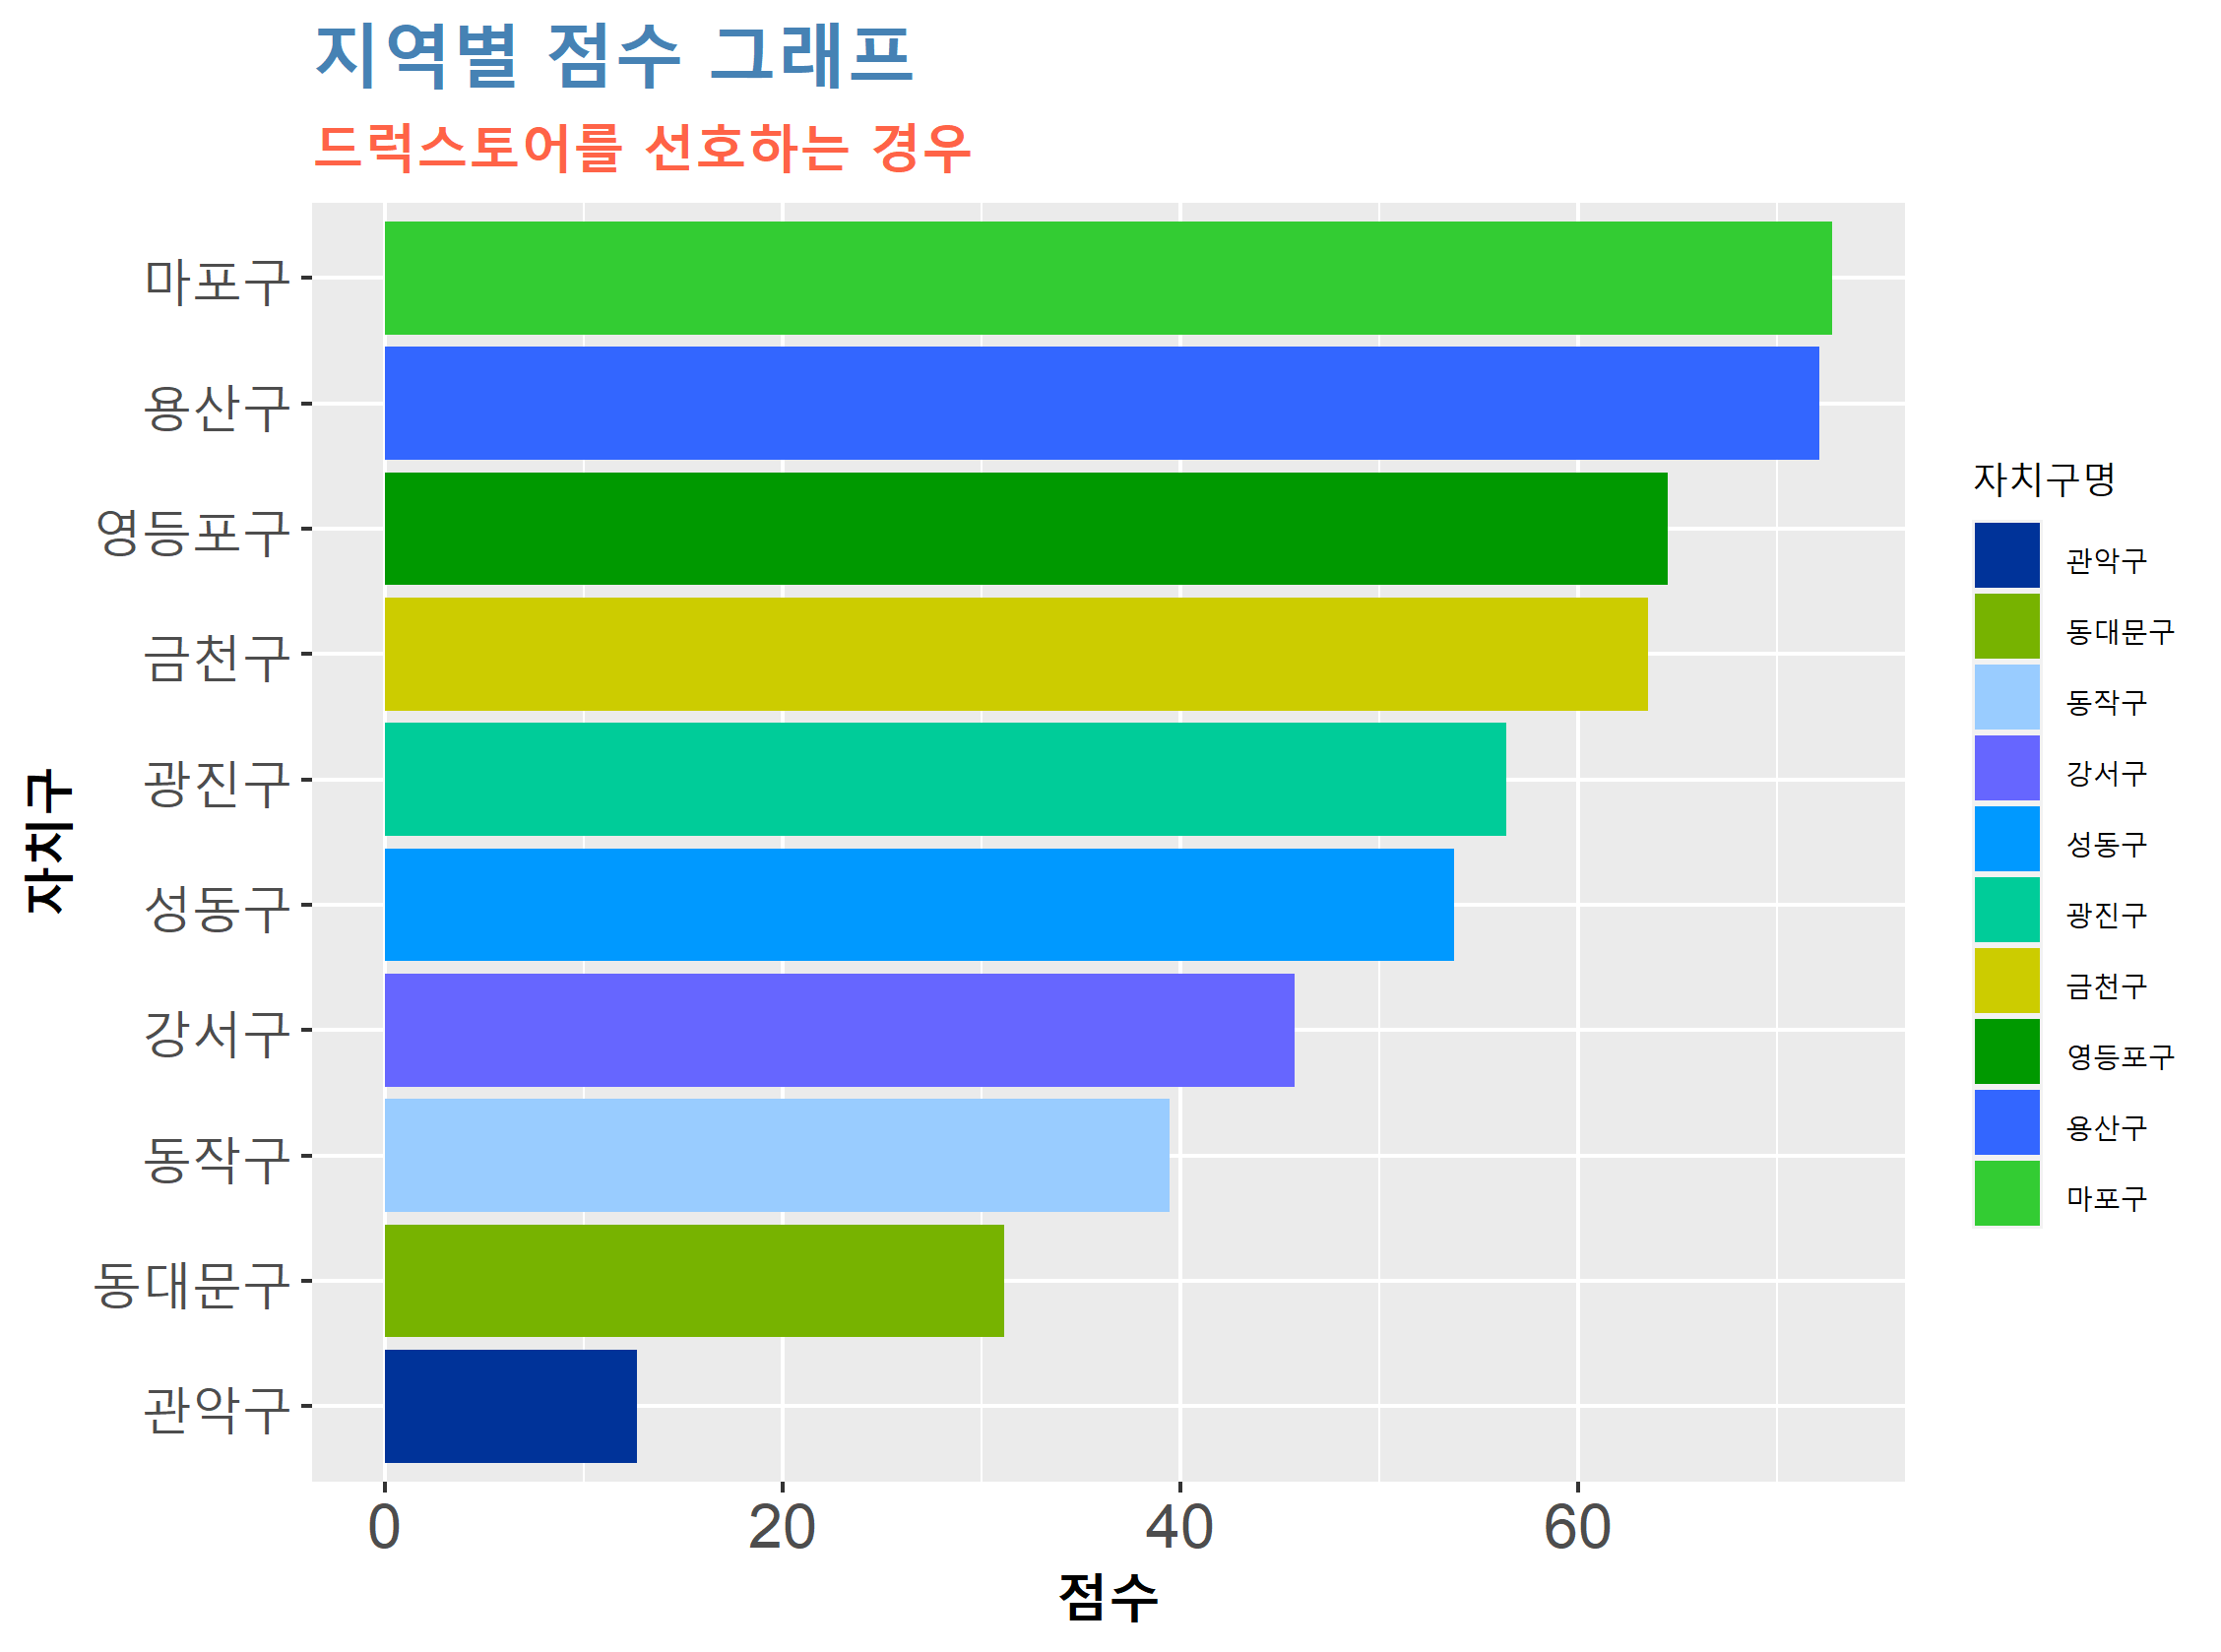 지역별 점수 그래프
드럭스토어를 선호하는 경우
마포구
용산구
영등포구
금천구
광진구
성동구
강서구
동작구
동대문구
관악구
자치구
0 20 40 60
점수
자치구명
관악구
동대문구
동작구
강서구
성동구
광진구
금천구
영등포구
용산구
마포구